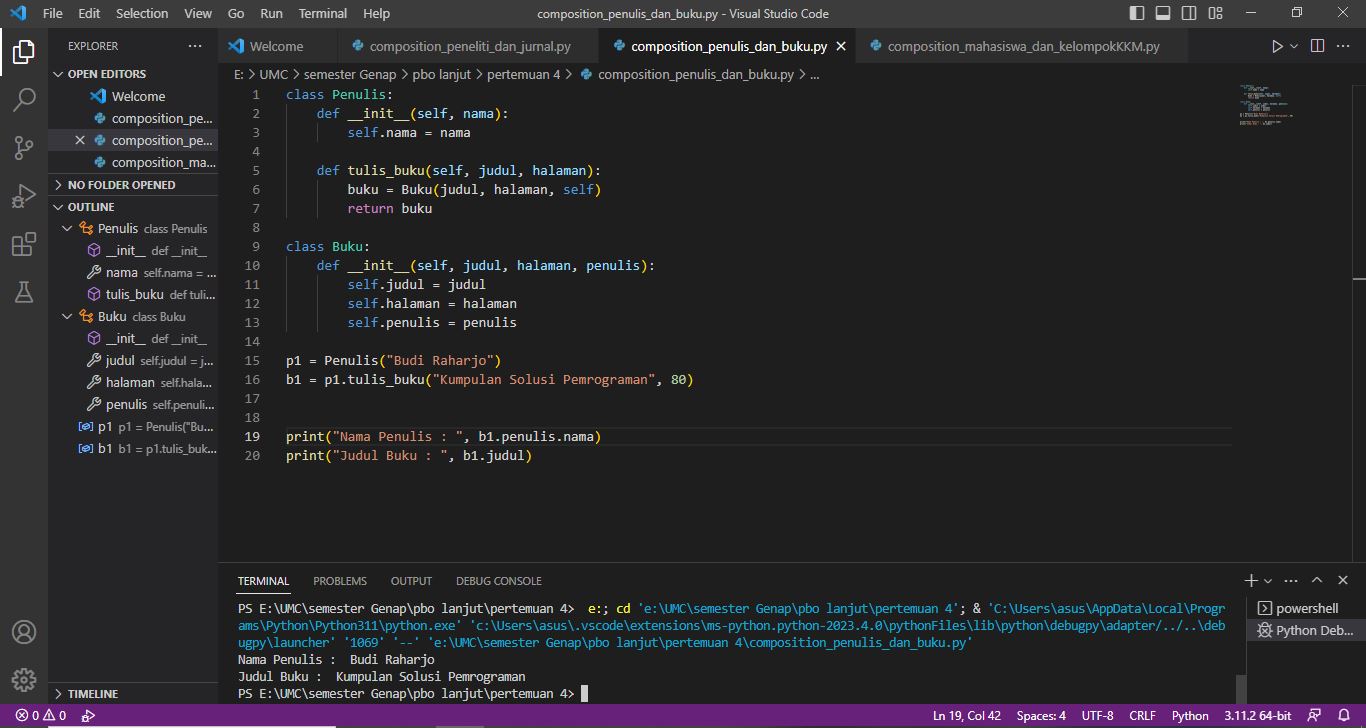 File Edit Selection View Go Run Terminal Help composition_penulis_dan_buku.py - Visual Studio Code
EXPLORER
Welcome composition_peneliti_dan_jurnal.py composition_penulis_dan_buku.py composition_mahasiswa_dan_kelompokKKM.py
E: > UMC > semester Genap > pbo lanjut > pertemuan 4 > composition_penulis_dan_buku.py > ...
OPEN EDITORS
Welcome
composition_pe...
composition_pe...
composition_ma...
NO FOLDER OPENED
OUTLINE
Penulis class Penulis
__init__ def __init__
nama self.nama = ...
tulis_buku def tuli...
Buku class Buku
__init__ def __init__
judul self.judul = j...
halaman self.hala...
penulis self.penuli...
p1 p1 = Penulis("Bu...
b1 b1 = p1.tulis_buk...
TIMELINE
1 class Penulis:
2 def __init__(self, nama):
3 self.nama = nama
4
5 def tulis_buku(self, judul, halaman):
6 buku = Buku(judul, halaman, self)
7 return buku
8
9 class Buku:
10 def __init__(self, judul, halaman, penulis):
11 self.judul = judul
12 self.halaman = halaman
13 self.penulis = penulis
14
15 p1 = Penulis("Budi Raharjo")
16 b1 = p1.tulis_buku("Kumpulan Solusi Pemrograman", 80)
17
18
19 print("Nama Penulis : ", b1.penulis.nama)
20 print("Judul Buku : ", b1.judul)
TERMINAL PROBLEMS OUTPUT DEBUG CONSOLE
PS E:\UMC\semester Genap\pbo lanjut\pertemuan 4> e:; cd 'e:\UMC\semester Genap\pbo lanjut\pertemuan 4'; & 'C:\Users\asus\AppData\Local\Progr
ams\Python\Python311\python.exe' 'c:\Users\asus\.vscode\extensions\ms-python.python-2023.4.0\pythonFiles\lib\python\debugpy\adapter/../..\deb
ugpy\launcher' '1069' '--' 'e:\UMC\semester Genap\pbo lanjut\pertemuan 4\composition_penulis_dan_buku.py'
Nama Penulis :  Budi Raharjo
Judul Buku :  Kumpulan Solusi Pemrograman
PS E:\UMC\semester Genap\pbo lanjut\pertemuan 4>
powershell
Python Deb...
0 0 Ln 19, Col 42 Spaces: 4 UTF-8 CRLF Python 3.11.2 64-bit